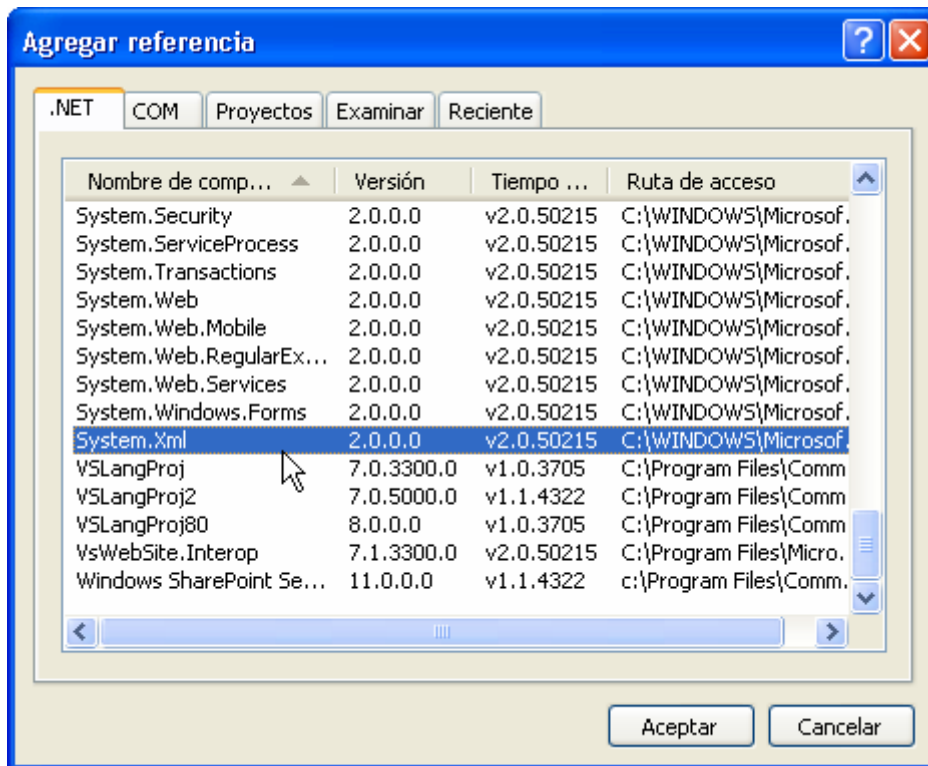 Agregar referencia
.NET COM Proyectos Examinar Reciente
Nombre de comp... Versión Tiempo ... Ruta de acceso
System.Security 2.0.0.0 v2.0.50215 C:\WINDOWS\Microsof.
System.ServiceProcess 2.0.0.0 v2.0.50215 C:\WINDOWS\Microsof.
System.Transactions 2.0.0.0 v2.0.50215 C:\WINDOWS\Microsof.
System.Web 2.0.0.0 v2.0.50215 C:\WINDOWS\Microsof.
System.Web.Mobile 2.0.0.0 v2.0.50215 C:\WINDOWS\Microsof.
System.Web.RegularEx... 2.0.0.0 v2.0.50215 C:\WINDOWS\Microsof.
System.Web.Services 2.0.0.0 v2.0.50215 C:\WINDOWS\Microsof.
System.Windows.Forms 2.0.0.0 v2.0.50215 C:\WINDOWS\Microsof.
System.Xml 2.0.0.0 v2.0.50215 C:\WINDOWS\Microsof.
VSLangProj 7.0.3300.0 v1.0.3705 C:\Program Files\Comm
VSLangProj2 7.0.5000.0 v1.1.4322 C:\Program Files\Comm
VSLangProj80 8.0.0.0 v1.0.3705 C:\Program Files\Comm
VsWebSite.Interop 7.1.3300.0 v2.0.50215 C:\Program Files\Micro.
Windows SharePoint Se... 11.0.0.0 v1.1.4322 c:\Program Files\Comm.
Aceptar Cancelar